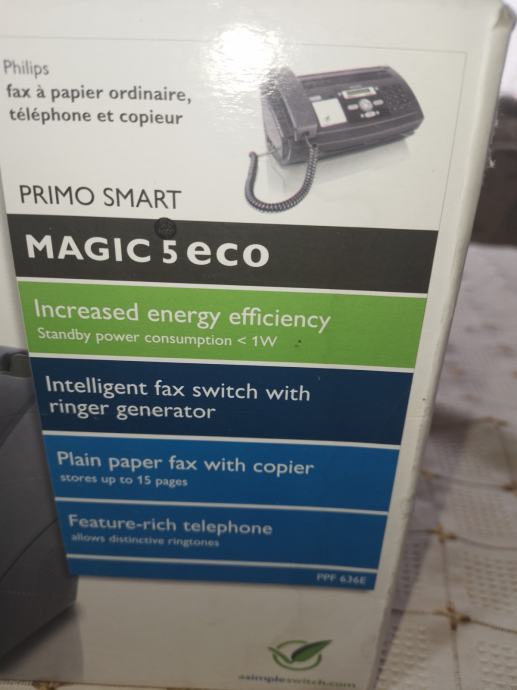 Philips
fax à papier ordinaire,
téléphone et copieur
PRIMO SMART
MAGIC 5 eco
Increased energy efficiency
Standby power consumption < 1W
Intelligent fax switch with
ringer generator
Plain paper fax with copier
stores up to 15 pages
Feature-rich telephone
allows distinctive ringtones
PPF 636E
asimpleswitch.com